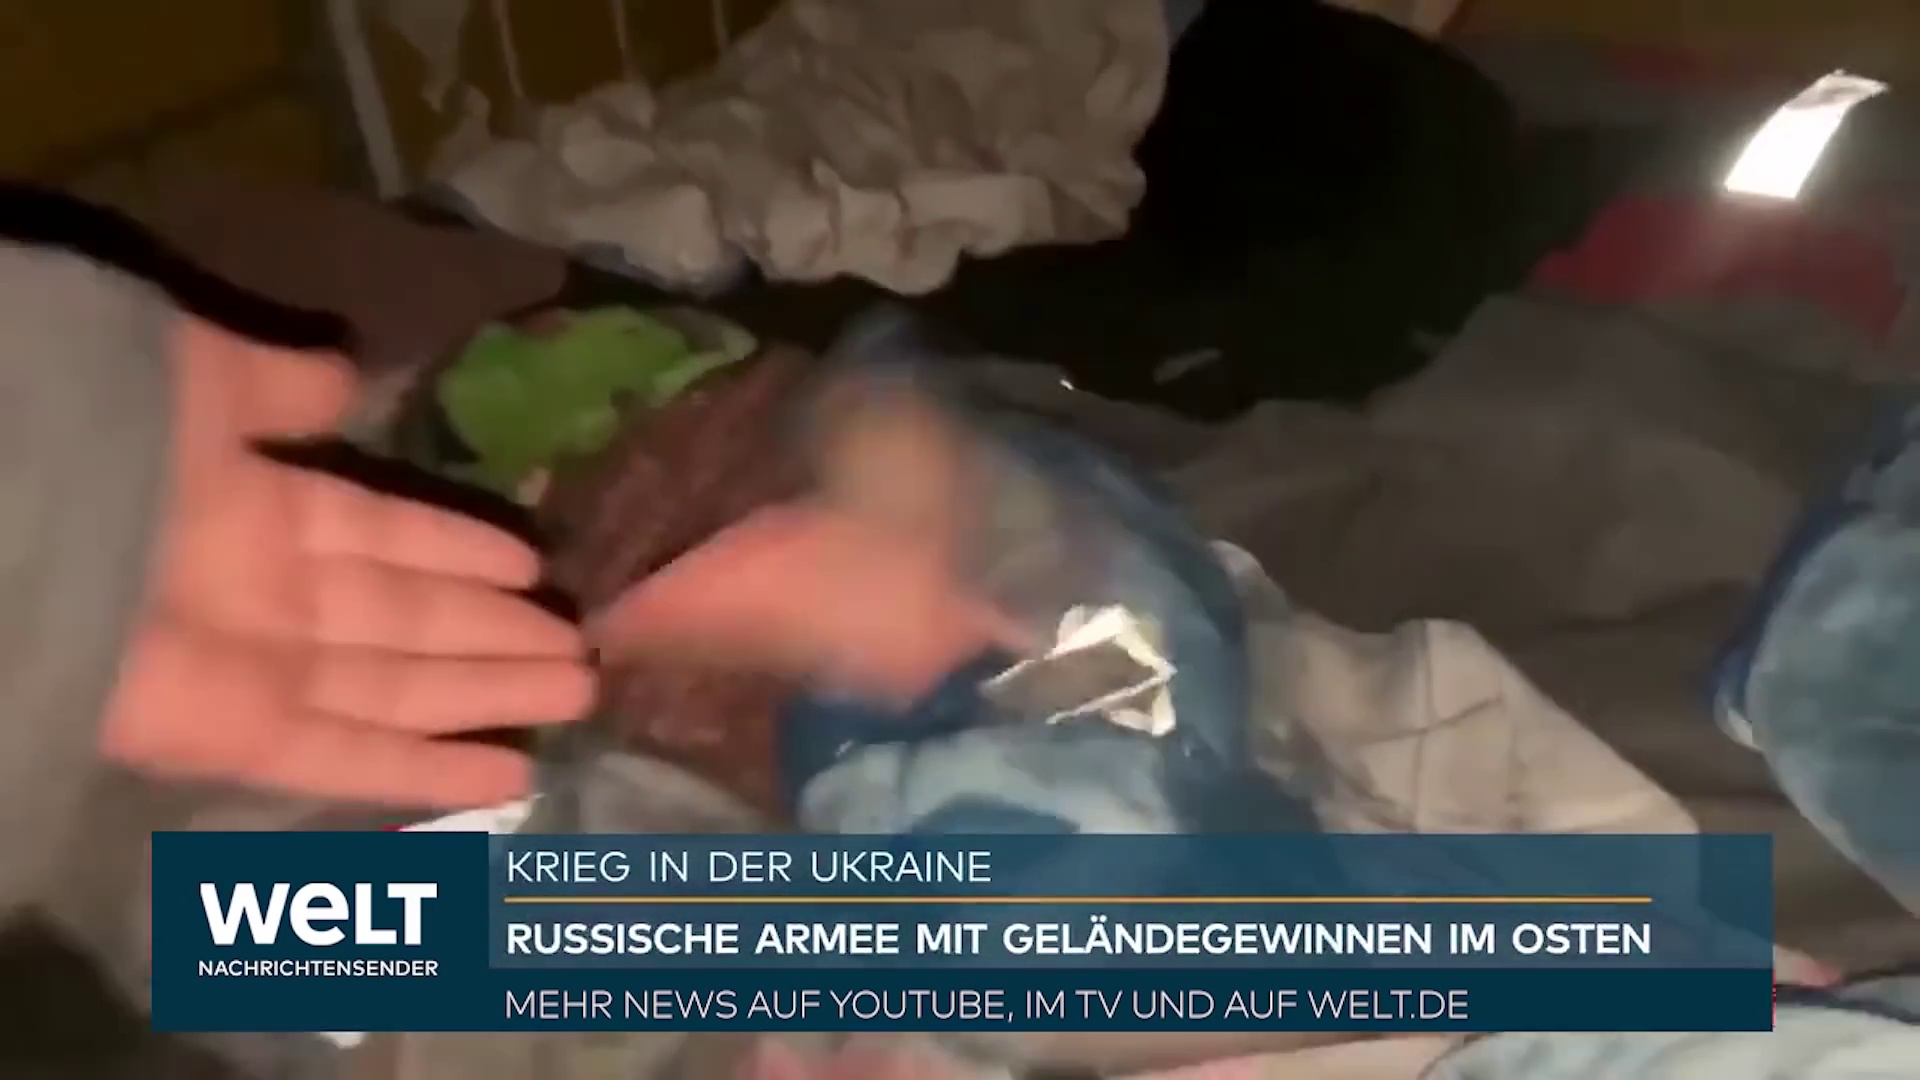 KRIEG IN DER UKRAINE
RUSSISCHE ARMEE MIT GELÄNDEGEWINNEN IM OSTEN
MEHR NEWS AUF YOUTUBE, IM TV UND AUF WELT.DE
WELT
NACHRICHTENSENDER